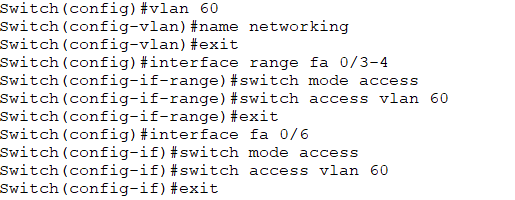 Switch(config)#vlan 60
Switch(config-vlan)#name networking
Switch(config-vlan)#exit
Switch(config)#interface range fa 0/3-4
Switch(config-if-range)#switch mode access
Switch(config-if-range)#switch access vlan 60
Switch(config-if-range)#exit
Switch(config)#interface fa 0/6
Switch(config-if)#switch mode access
Switch(config-if)#switch access vlan 60
Switch(config-if)#exit